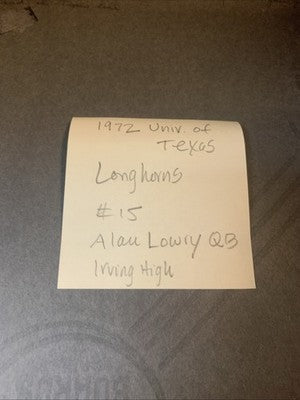 1972 Univ. of
Texas
Longhorns
#15
Alan Lowry QB
Irving High